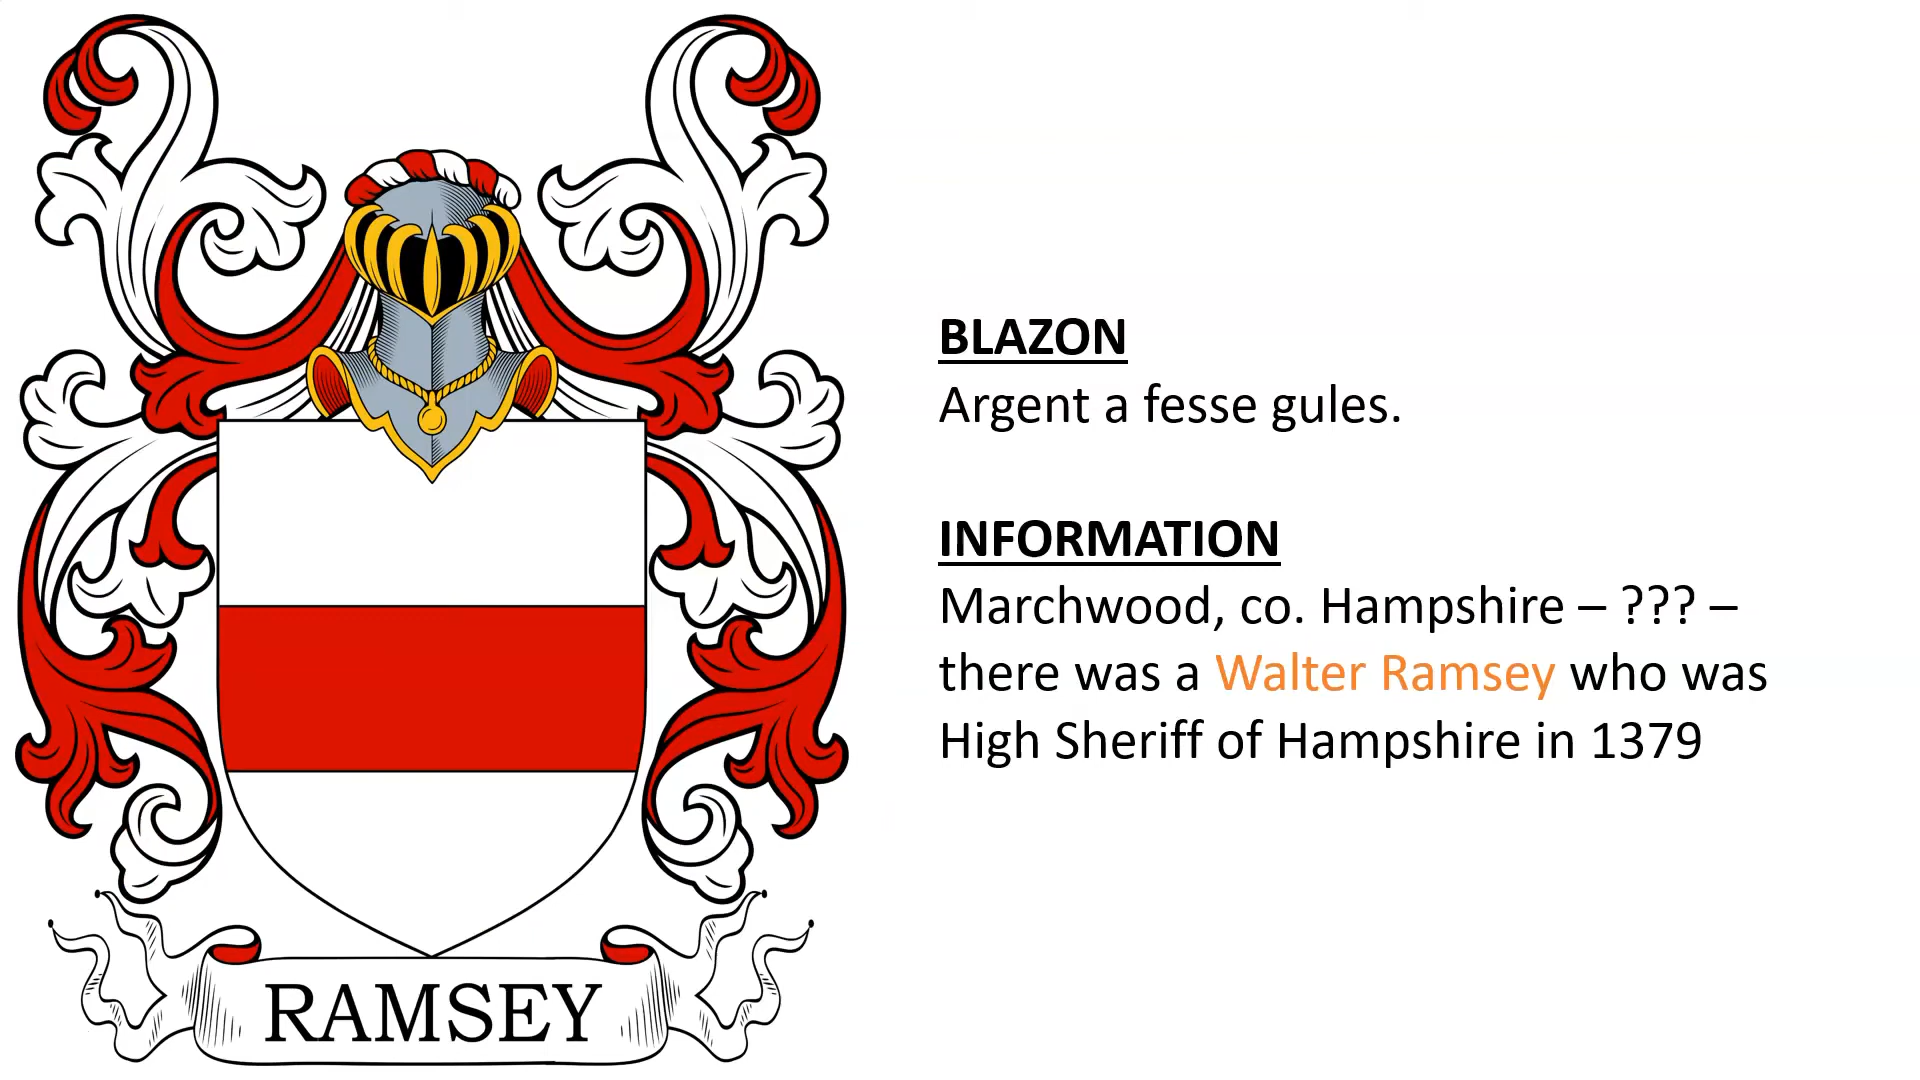 BLAZON
Argent a fesse gules.
INFORMATION
Marchwood, co. Hampshire – ??? –
there was a Walter Ramsey who was
High Sheriff of Hampshire in 1379
RAMSEY